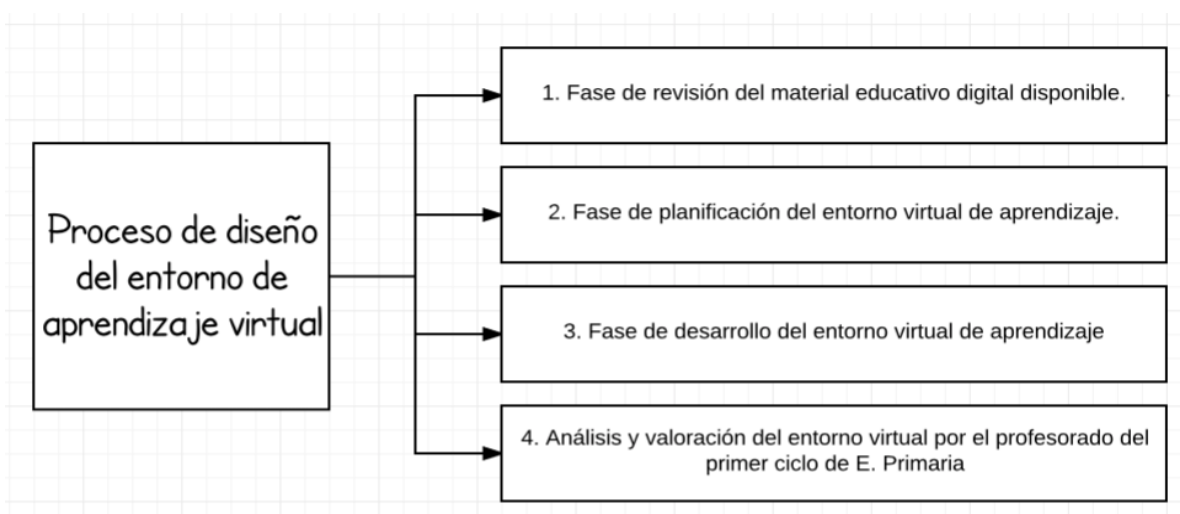 Proceso de diseño
del entorno de
aprendizaje virtual
1. Fase de revisión del material educativo digital disponible.
2. Fase de planificación del entorno virtual de aprendizaje.
3. Fase de desarrollo del entorno virtual de aprendizaje
4. Análisis y valoración del entorno virtual por el profesorado del
primer ciclo de E. Primaria